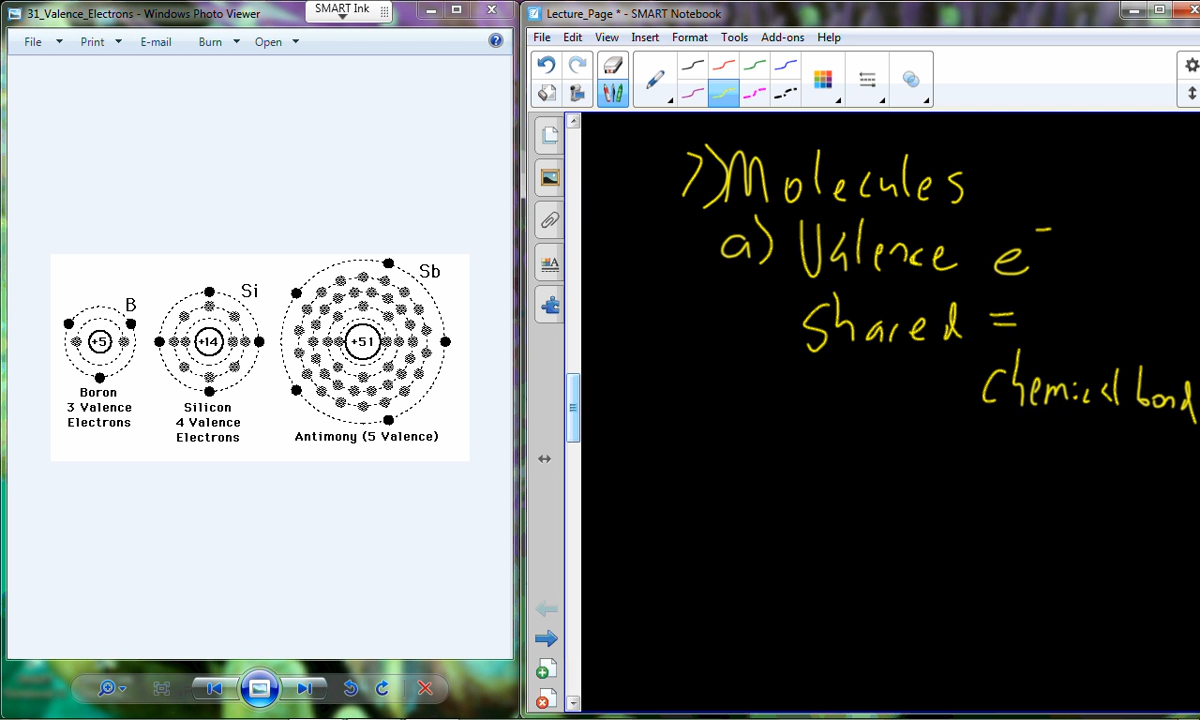 31_Valence_Electrons - Windows Photo Viewer
SMART Ink
File Print E-mail Burn Open
B
Si
Sb
+5
+14
+51
Boron
3 Valence
Electrons
Silicon
4 Valence
Electrons
Antimony (5 Valence)
Lecture_Page * - SMART Notebook
File Edit View Insert Format Tools Add-ons Help
7) Molecules
a) Valence e⁻
Shared =
Chemical bond